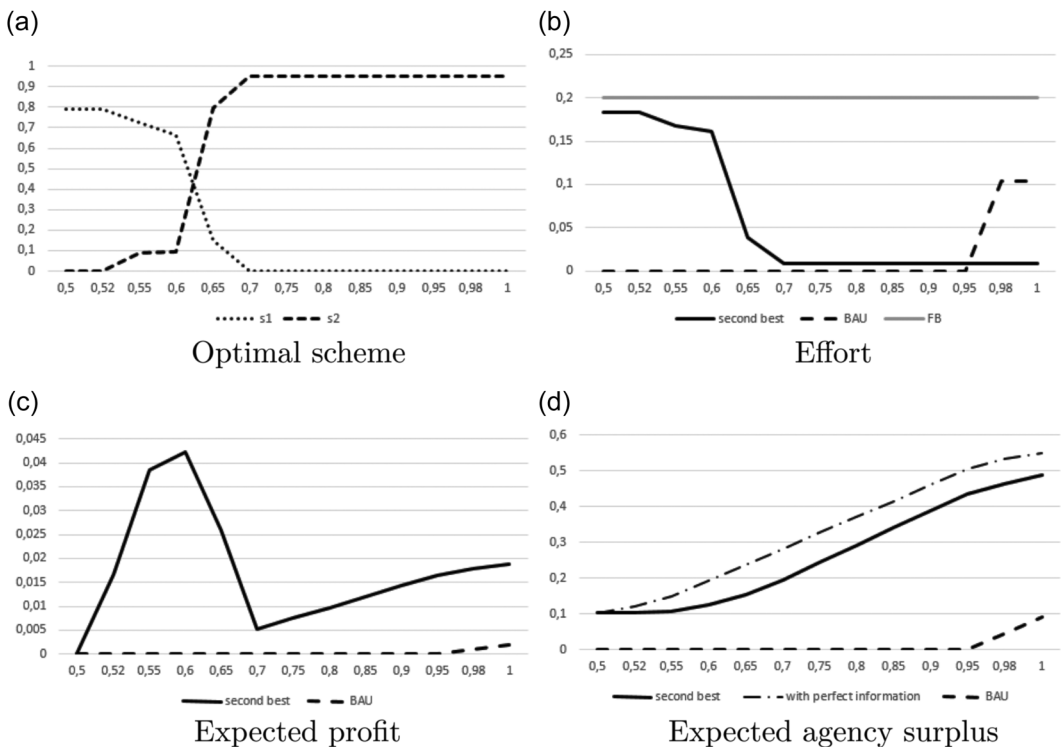 (a)
1
0,9
0,8
0,7
0,6
0,5
0,4
0,3
0,2
0,1
0
0,5 0,52 0,55 0,6 0,65 0,7 0,75 0,8 0,85 0,9 0,95 0,98 1
s1 s2
Optimal scheme
(b)
0,25
0,2
0,15
0,1
0,05
0
0,5 0,52 0,55 0,6 0,65 0,7 0,75 0,8 0,85 0,9 0,95 0,98 1
second best BAU FB
Effort
(c)
0,045
0,04
0,035
0,03
0,025
0,02
0,015
0,01
0,005
0
0,5 0,52 0,55 0,6 0,65 0,7 0,75 0,8 0,85 0,9 0,95 0,98 1
second best BAU
Expected profit
(d)
0,6
0,5
0,4
0,3
0,2
0,1
0
0,5 0,52 0,55 0,6 0,65 0,7 0,75 0,8 0,85 0,9 0,95 0,98 1
second best with perfect information BAU
Expected agency surplus